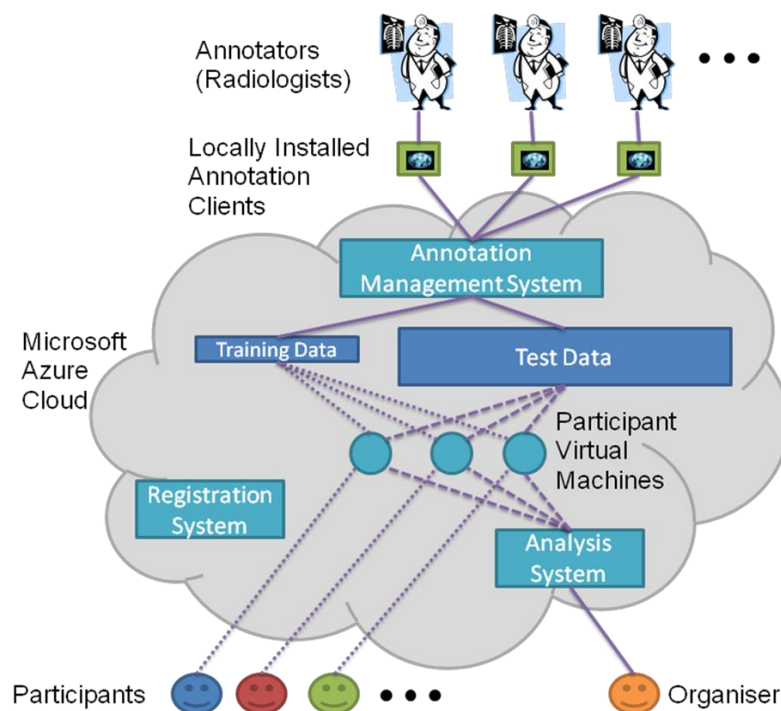 Annotators
(Radiologists)
Locally Installed
Annotation
Clients
Annotation
Management System
Microsoft
Azure
Cloud
Training Data
Test Data
Participant
Virtual
Machines
Registration
System
Analysis
System
Participants
Organiser